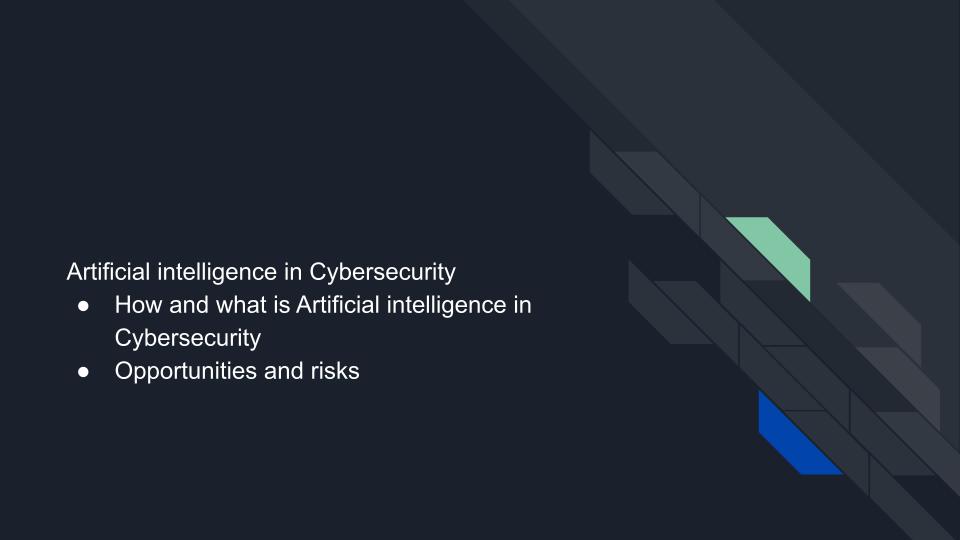 Artificial intelligence in Cybersecurity
● How and what is Artificial intelligence in
Cybersecurity
● Opportunities and risks